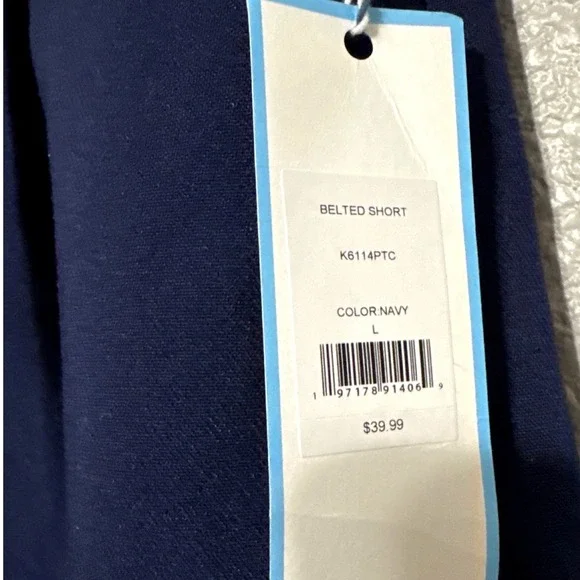 BELTED SHORT
K6114PTC
COLOR:NAVY
L
1 97178 91406 9
$39.99